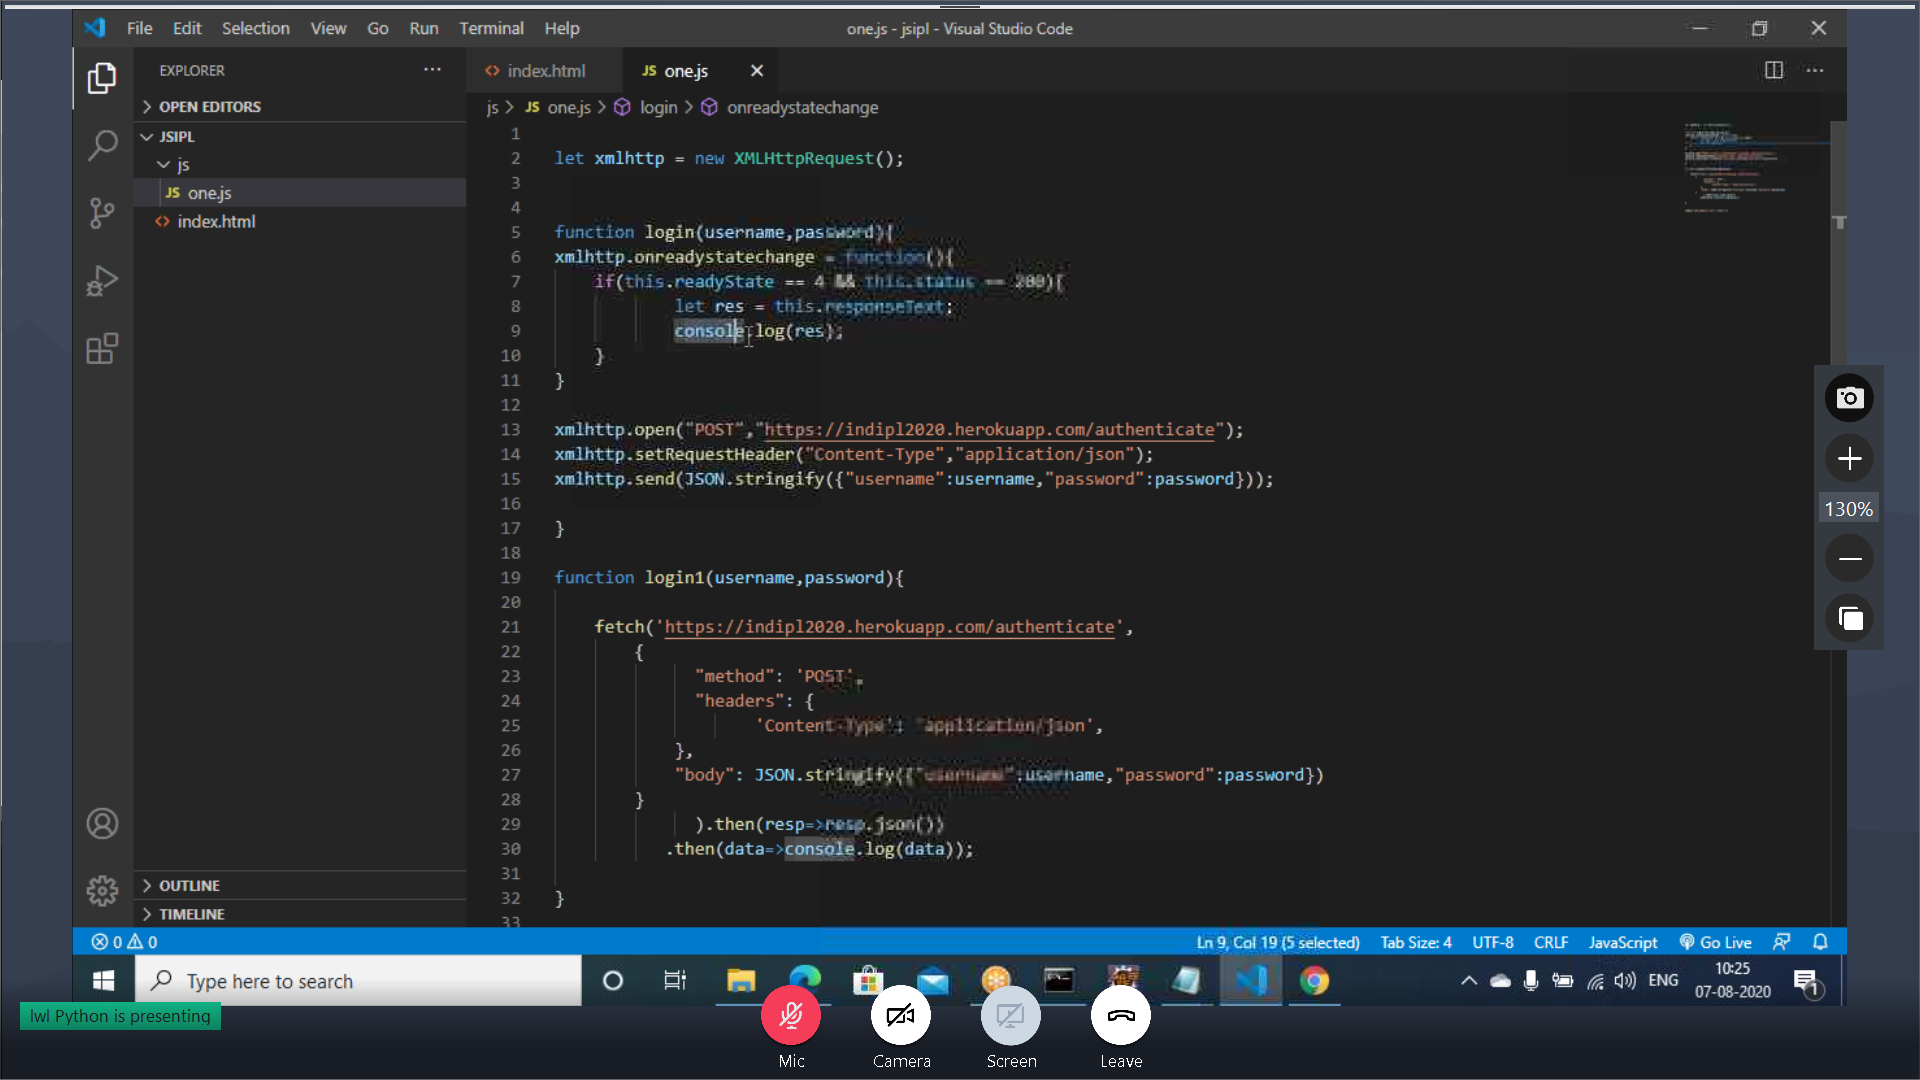 File Edit Selection View Go Run Terminal Help
one.js - jsipl - Visual Studio Code
EXPLORER
OPEN EDITORS
JSIPL
js
JS one.js
index.html
OUTLINE
TIMELINE
index.html
JS one.js
js > JS one.js > login > onreadystatechange
1
2 let xmlhttp = new XMLHttpRequest();
3
4
5 function login(username,password){
6 xmlhttp.onreadystatechange = function(){
7 if(this.readyState == 4 && this.status == 200){
8 let res = this.responseText;
9 console.log(res);
10 }
11 }
12
13 xmlhttp.open("POST","https://indipl2020.herokuapp.com/authenticate");
14 xmlhttp.setRequestHeader("Content-Type","application/json");
15 xmlhttp.send(JSON.stringify({"username":username,"password":password}));
16
17 }
18
19 function login1(username,password){
20
21 fetch('https://indipl2020.herokuapp.com/authenticate',
22 {
23 "method": 'POST',
24 "headers": {
25 'Content-Type': 'application/json',
26 },
27 "body": JSON.stringify({"username":username,"password":password})
28 }
29 ).then(resp=>resp.json())
30 .then(data=>console.log(data));
31
32 }
33
130%
0 0
Ln 9, Col 19 (5 selected) Tab Size: 4 UTF-8 CRLF JavaScript Go Live
Type here to search
ENG
10:25
07-08-2020
1
lwl Python is presenting
Mic Camera Screen Leave